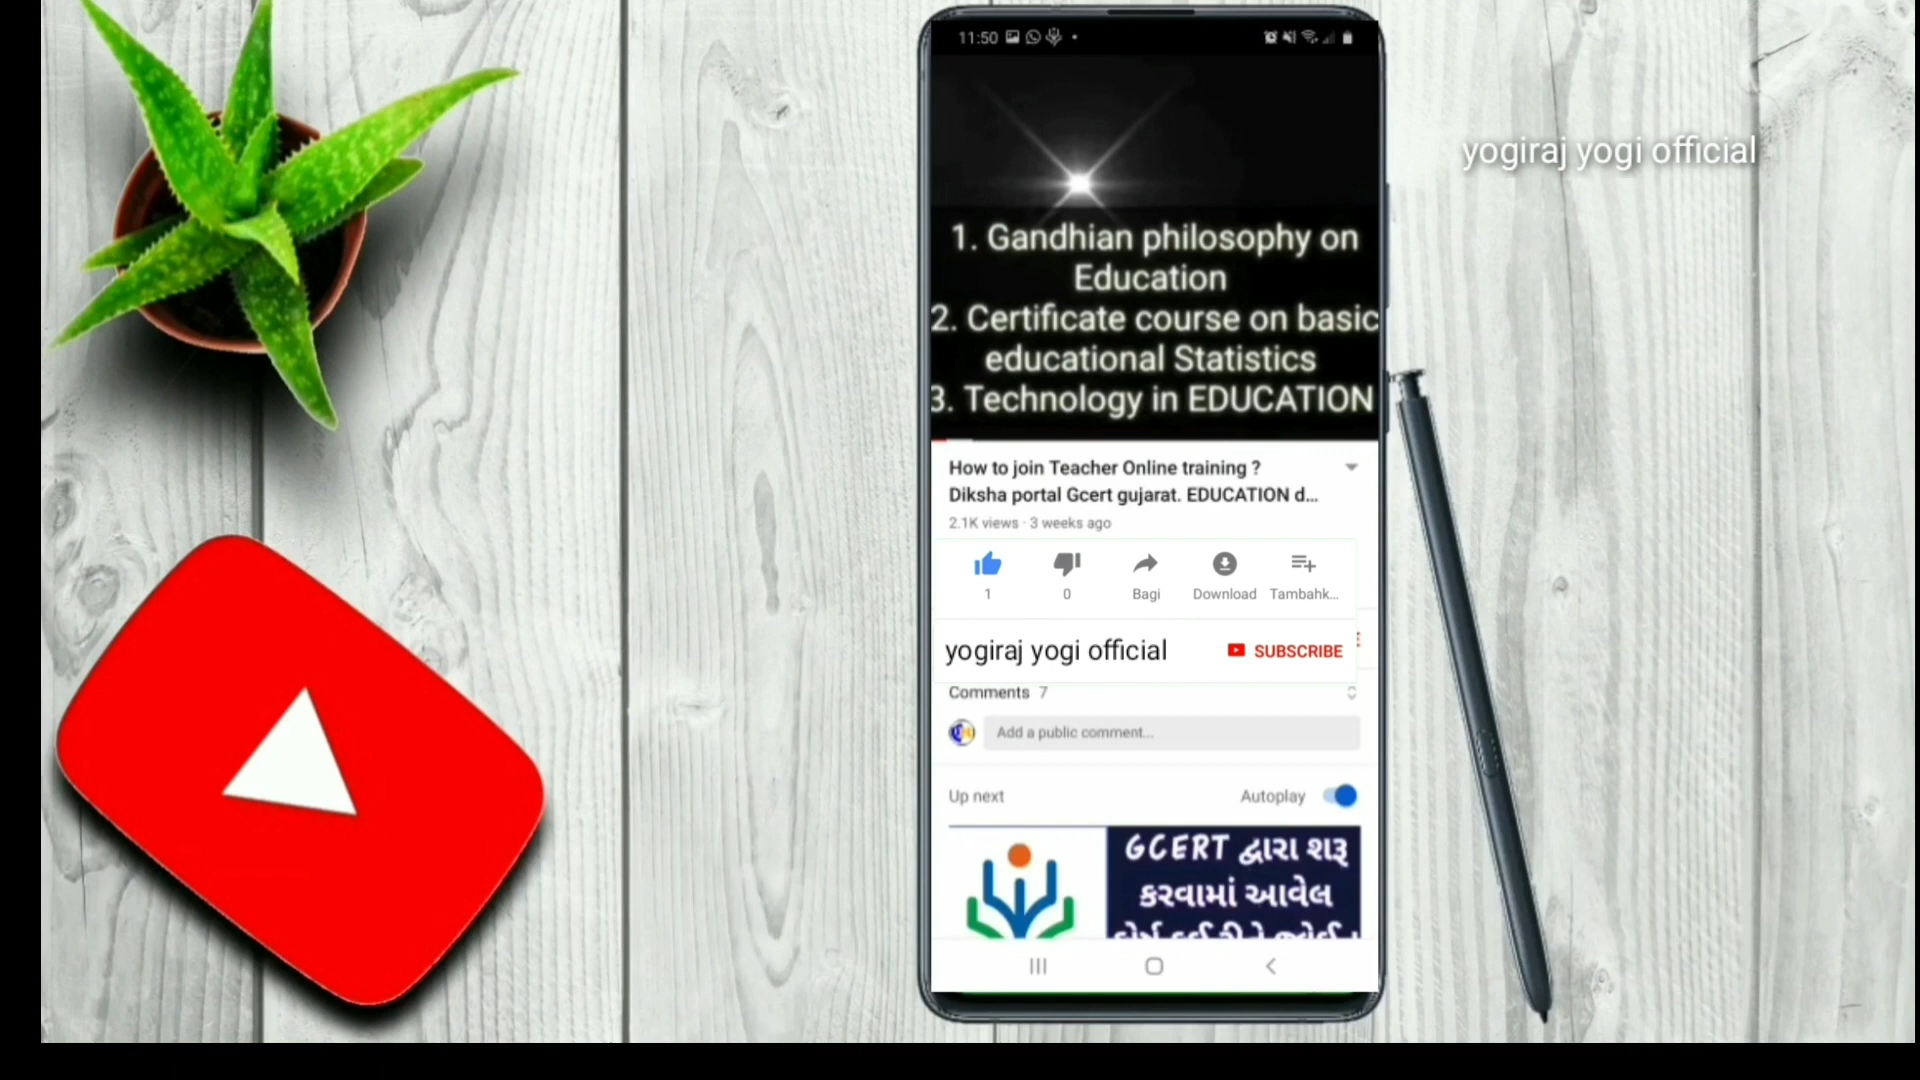 11:50
yogiraj yogi official
1. Gandhian philosophy on
Education
2. Certificate course on basic
educational Statistics
3. Technology in EDUCATION
How to join Teacher Online training ?
Diksha portal Gcert gujarat. EDUCATION d...
2.1K views · 3 weeks ago
1
0
Bagi
Download
Tambahk...
yogiraj yogi official
SUBSCRIBE
Comments 7
Add a public comment...
Up next
Autoplay
GCERT દ્વારા શરૂ
કરવામાં આવેલ